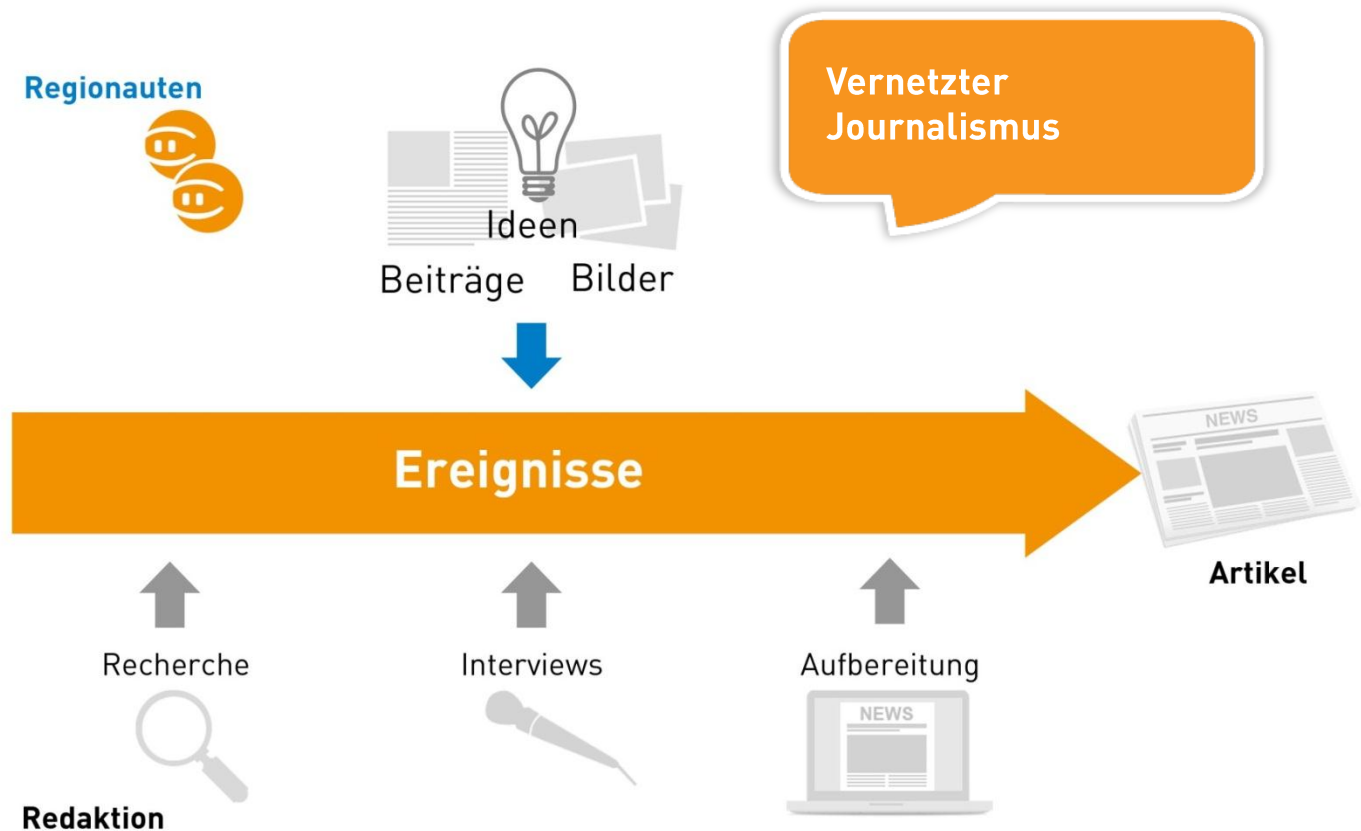 Regionauten
Vernetzter
Journalismus
Ideen
Beiträge
Bilder
Ereignisse
NEWS
Artikel
Recherche
Interviews
Aufbereitung
NEWS
Redaktion